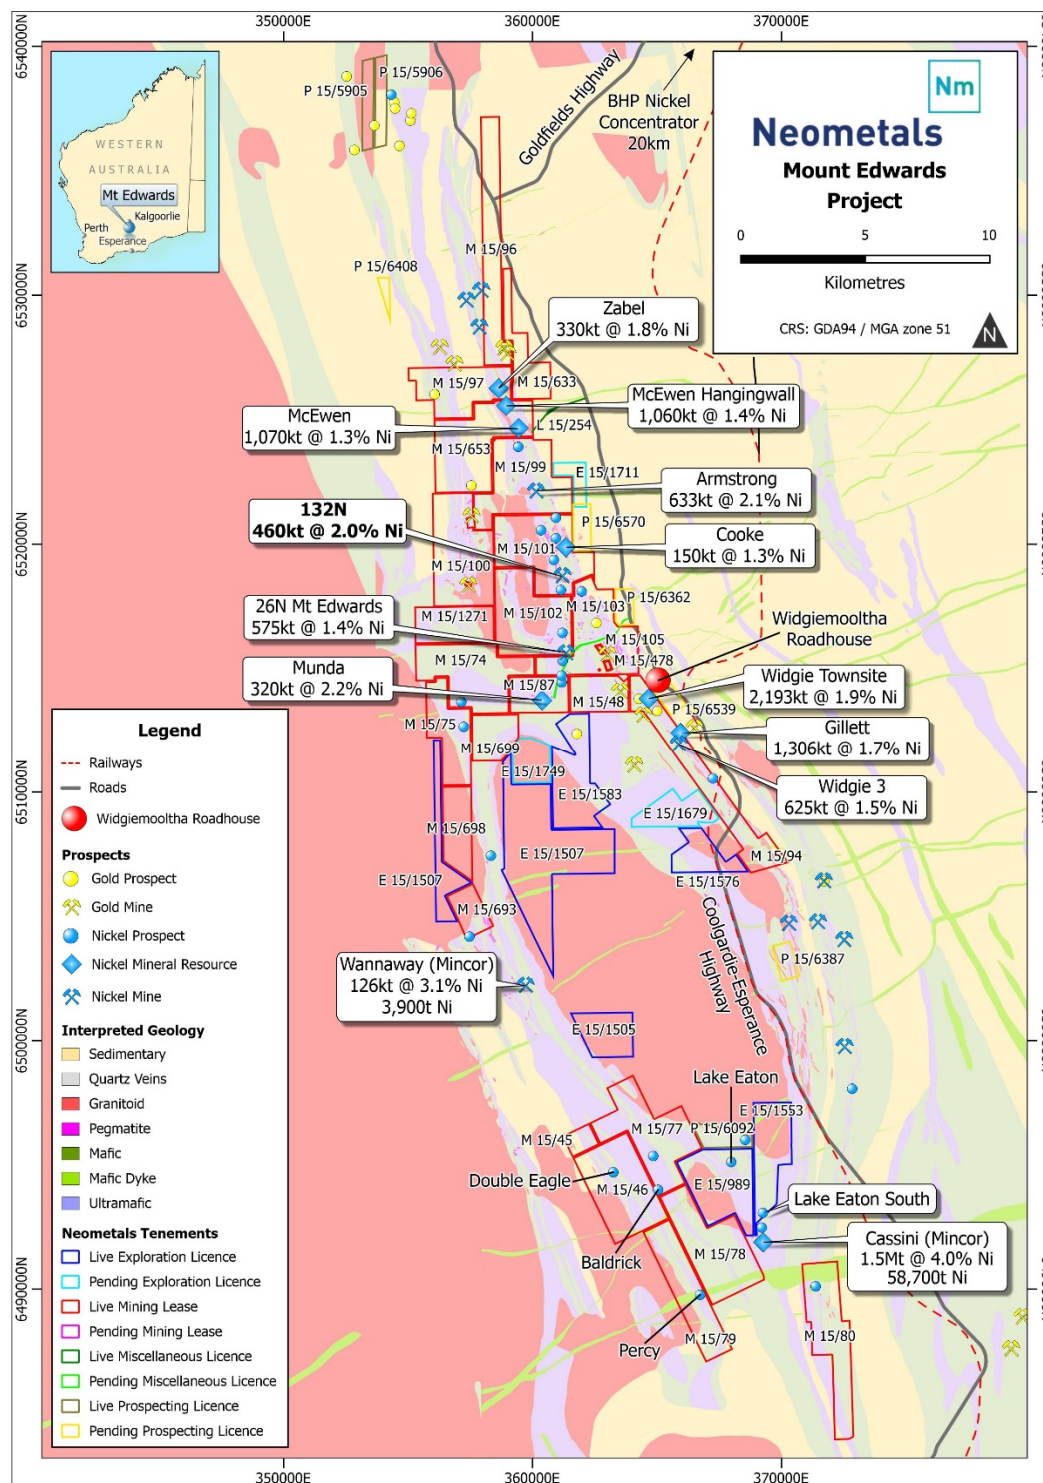 350000E
360000E
370000E
6540000N
6530000N
6520000N
6510000N
6500000N
6490000N
WESTERN
AUSTRALIA
Mt Edwards
Kalgoorlie
Perth
Esperance
P 15/5906
P 15/5905
Goldfields Highway
BHP Nickel
Concentrator
20km
Nm
Neometals
Mount Edwards
Project
0
5
10
Kilometres
CRS: GDA94 / MGA zone 51
N
M 15/96
P 15/6408
Zabel
330kt @ 1.8% Ni
M 15/97
M 15/633
McEwen Hangingwall
1,060kt @ 1.4% Ni
McEwen
1,070kt @ 1.3% Ni
L 15/254
M 15/653
M 15/99
E 15/1711
Armstrong
633kt @ 2.1% Ni
132N
460kt @ 2.0% Ni
P 15/6570
M 15/101
Cooke
150kt @ 1.3% Ni
M 15/100
26N Mt Edwards
575kt @ 1.4% Ni
M 15/1271
M 15/102
M 15/103
P 15/6362
Widgiemooltha
Roadhouse
M 15/105
M 15/74
M 15/478
Munda
320kt @ 2.2% Ni
M 15/87
M 15/48
Widgie Townsite
2,193kt @ 1.9% Ni
P 15/6539
M 15/75
M 15/699
Gillett
1,306kt @ 1.7% Ni
E 15/1749
Widgie 3
625kt @ 1.5% Ni
E 15/1583
E 15/1679
M 15/698
E 15/1507
M 15/94
E 15/1507
E 15/1576
M 15/693
Coolgardie-Esperance
Highway
P 15/6387
Wannaway (Mincor)
126kt @ 3.1% Ni
3,900t Ni
E 15/1505
Lake Eaton
E 15/1553
M 15/77
P 15/6092
M 15/45
Double Eagle
M 15/46
E 15/989
Lake Eaton South
Baldrick
M 15/78
Cassini (Mincor)
1.5Mt @ 4.0% Ni
58,700t Ni
Percy
M 15/79
M 15/80
Legend
Railways
Roads
Widgiemooltha Roadhouse
Prospects
Gold Prospect
Gold Mine
Nickel Prospect
Nickel Mineral Resource
Nickel Mine
Interpreted Geology
Sedimentary
Quartz Veins
Granitoid
Pegmatite
Mafic
Mafic Dyke
Ultramafic
Neometals Tenements
Live Exploration Licence
Pending Exploration Licence
Live Mining Lease
Pending Mining Lease
Live Miscellaneous Licence
Pending Miscellaneous Licence
Live Prospecting Licence
Pending Prospecting Licence
350000E
360000E
370000E